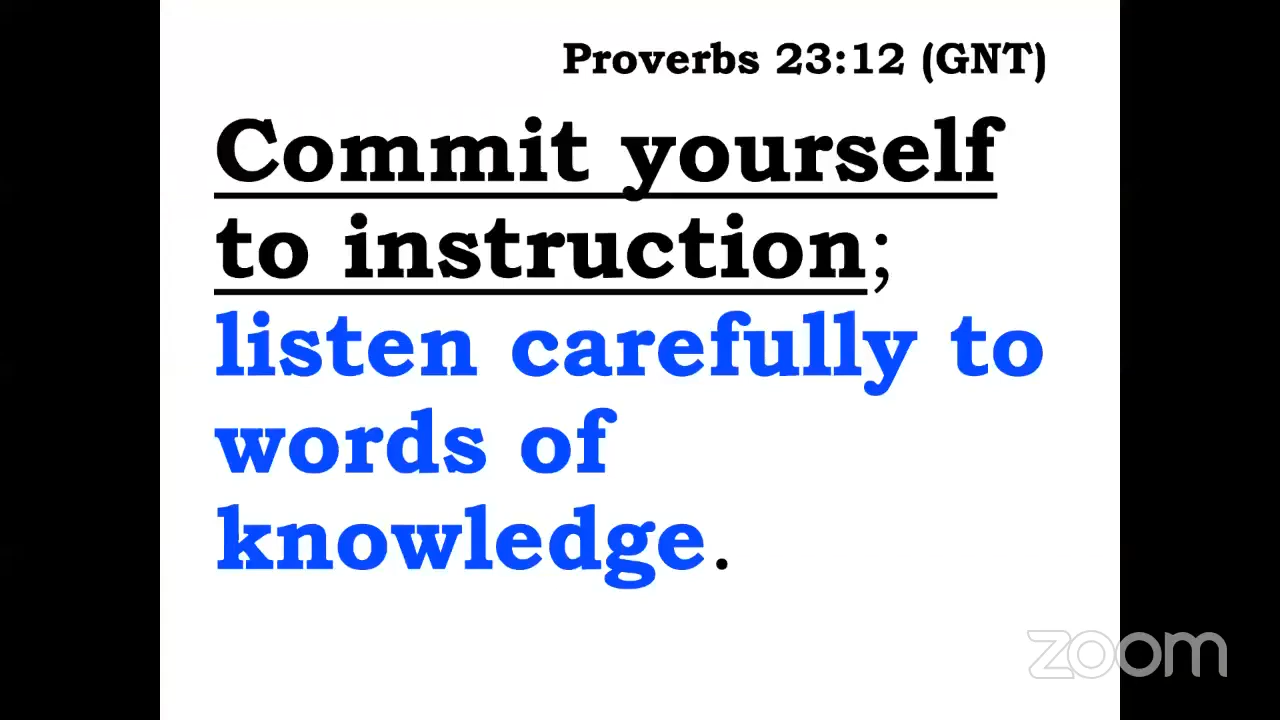 Proverbs 23:12 (GNT)
Commit yourself
to instruction;
listen carefully to
words of
knowledge.
zoom